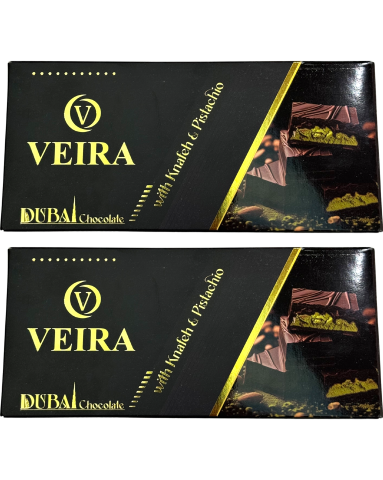 V
VEIRA
DUBAI Chocolate
with Knafeh & Pistachio
V
VEIRA
DUBAI Chocolate
with Knafeh & Pistachio